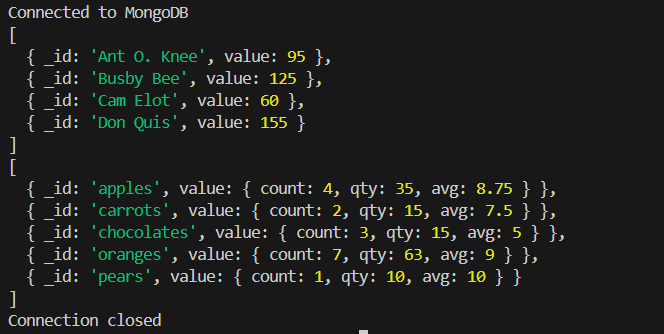 Connected to MongoDB
[
  { _id: 'Ant O. Knee', value: 95 },
  { _id: 'Busby Bee', value: 125 },
  { _id: 'Cam Elot', value: 60 },
  { _id: 'Don Quis', value: 155 }
]
[
  { _id: 'apples', value: { count: 4, qty: 35, avg: 8.75 } },
  { _id: 'carrots', value: { count: 2, qty: 15, avg: 7.5 } },
  { _id: 'chocolates', value: { count: 3, qty: 15, avg: 5 } },
  { _id: 'oranges', value: { count: 7, qty: 63, avg: 9 } },
  { _id: 'pears', value: { count: 1, qty: 10, avg: 10 } }
]
Connection closed